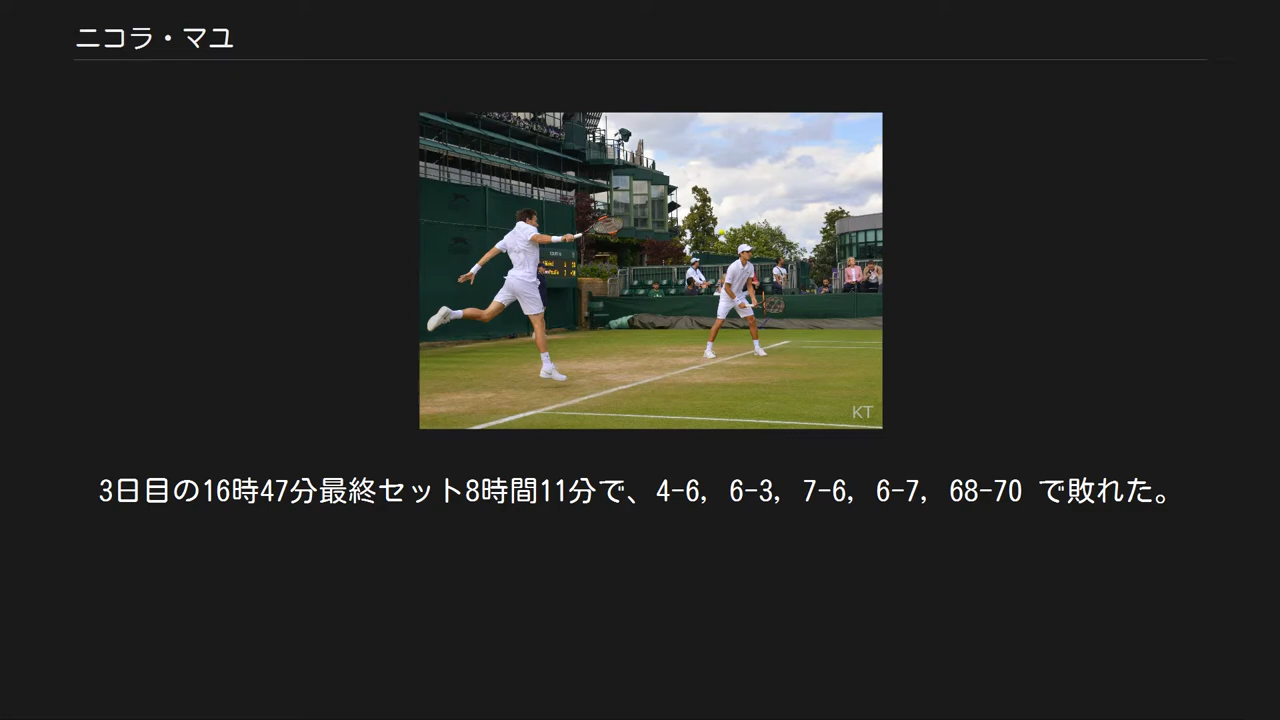 ニコラ・マユ
KT
3日目の16時47分最終セット8時間11分で、4-6, 6-3, 7-6, 6-7, 68-70 で敗れた。